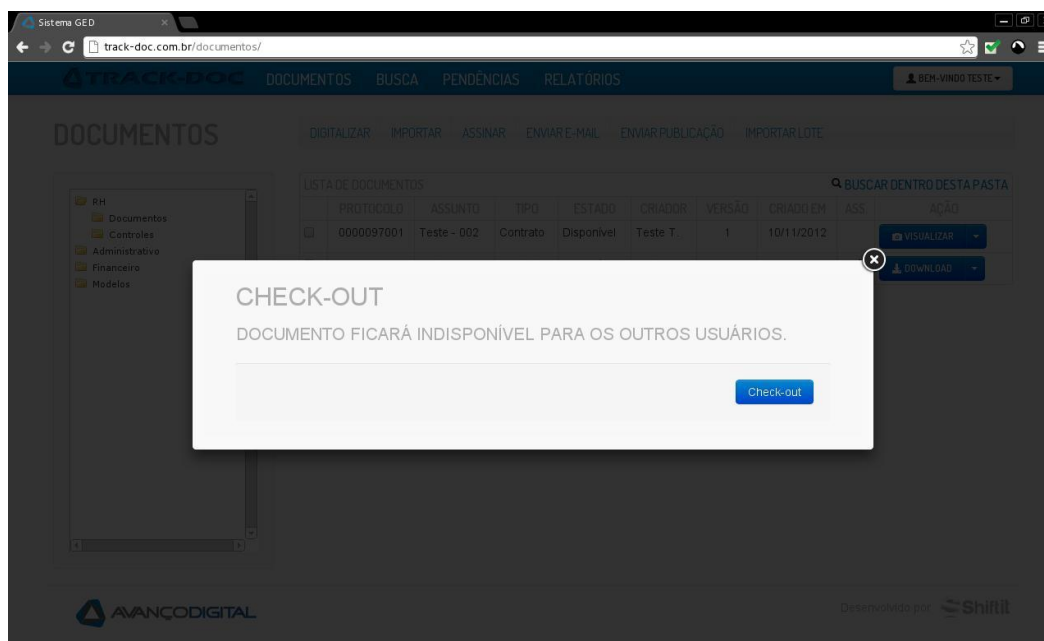 Sistema GED
track-doc.com.br/documentos/
TRACK-DOC DOCUMENTOS BUSCA PENDÊNCIAS RELATÓRIOS BEM-VINDO TESTE
DOCUMENTOS DIGITALIZAR IMPORTAR ASSINAR ENVIAR E-MAIL ENVIAR PUBLICAÇÃO IMPORTAR LOTE
LISTA DE DOCUMENTOS BUSCAR DENTRO DESTA PASTA
RH
Documentos
Controles
Administrativo
Financeiro
Modelos
PROTOCOLO ASSUNTO TIPO ESTADO CRIADOR VERSÃO CRIADO EM ASS. AÇÃO
0000097001 Teste - 002 Contrato Disponível Teste T... 1 10/11/2012 VISUALIZAR
DOWNLOAD
CHECK-OUT
DOCUMENTO FICARÁ INDISPONÍVEL PARA OS OUTROS USUÁRIOS.
Check-out
AVANÇODIGITAL Desenvolvido por Shiftit